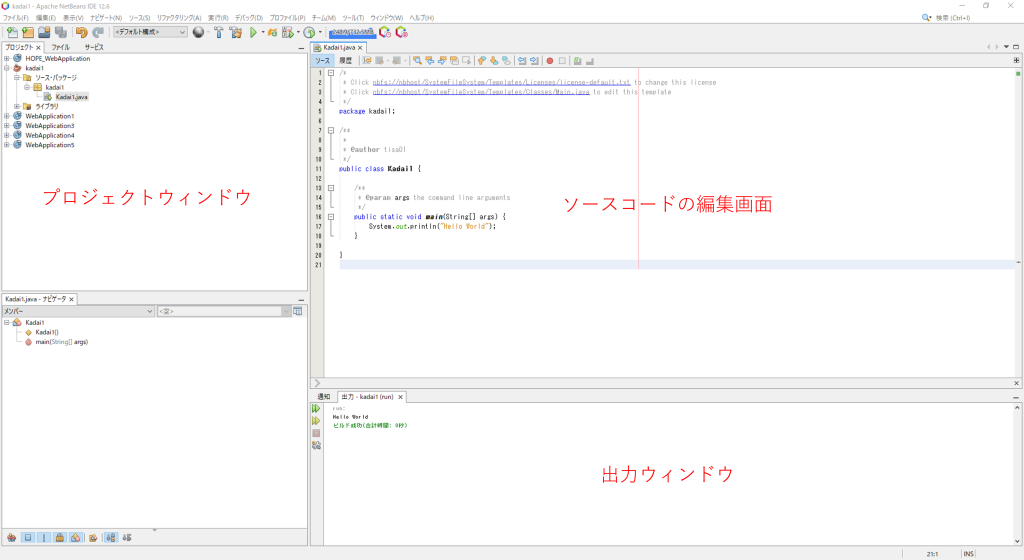 kadai1 - Apache NetBeans IDE 12.6
ファイル(F) 編集(E) 表示(V) ナビゲート(N) ソース(S) リファクタリング(A) 実行(R) デバッグ(D) プロファイル(P) チーム(M) ツール(T) ウィンドウ(W) ヘルプ(H)
検索 (Ctrl+I)
<デフォルト構成>
プロジェクト ファイル サービス
HOPE_WebApplication
kadai1
ソース・パッケージ
kadai1
Kadai1.java
ライブラリ
WebApplication1
WebApplication3
WebApplication4
WebApplication5
プロジェクトウィンドウ
Kadai1.java - ナビゲータ
メンバー <空>
Kadai1
Kadai1()
main(String[] args)
Kadai1.java
ソース 履歴
1 /*
2 * Click nbfs://nbhost/SystemFileSystem/Templates/Licenses/license-default.txt to change this license
3 * Click nbfs://nbhost/SystemFileSystem/Templates/Classes/Main.java to edit this template
4 */
5 package kadai1;
6
7 /**
8 *
9 * @author tisa01
10 */
11 public class Kadai1 {
12
13 /**
14 * @param args the command line arguments
15 */
16 public static void main(String[] args) {
17 System.out.println("Hello World");
18 }
19
20 }
21
ソースコードの編集画面
通知 出力 - kadai1 (run)
run:
Hello World
ビルド成功(合計時間: 0秒)
出力ウィンドウ
21:1 INS